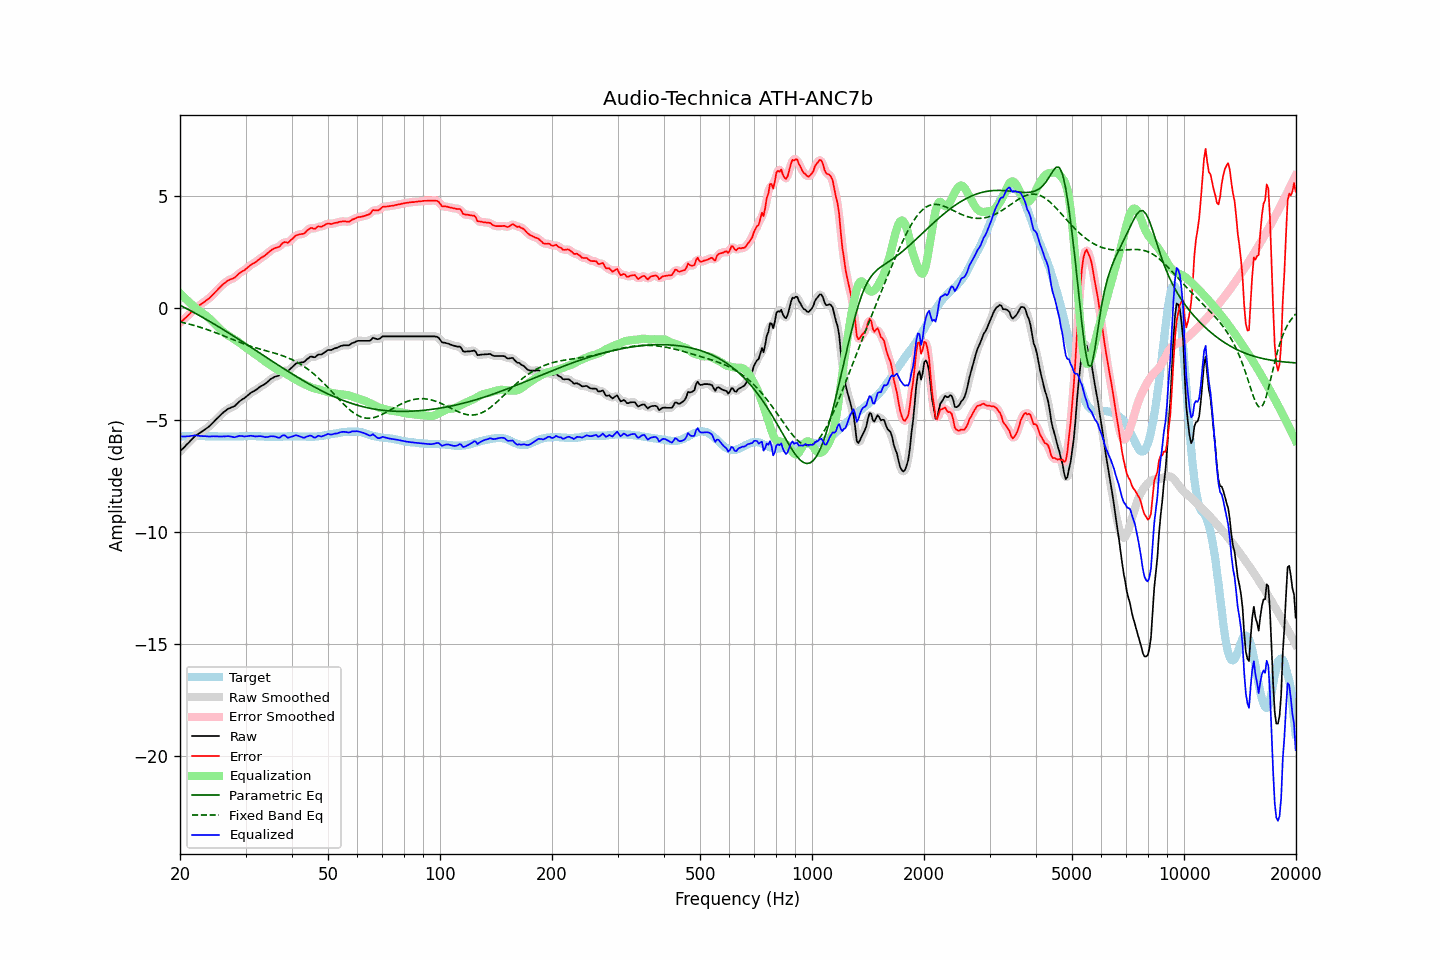 Audio-Technica ATH-ANC7b
Amplitude (dBr)
5
0
−5
−10
−15
−20
Target
Raw Smoothed
Error Smoothed
Raw
Error
Equalization
Parametric Eq
Fixed Band Eq
Equalized
20 50 100 200 500 1000 2000 5000 10000 20000
Frequency (Hz)